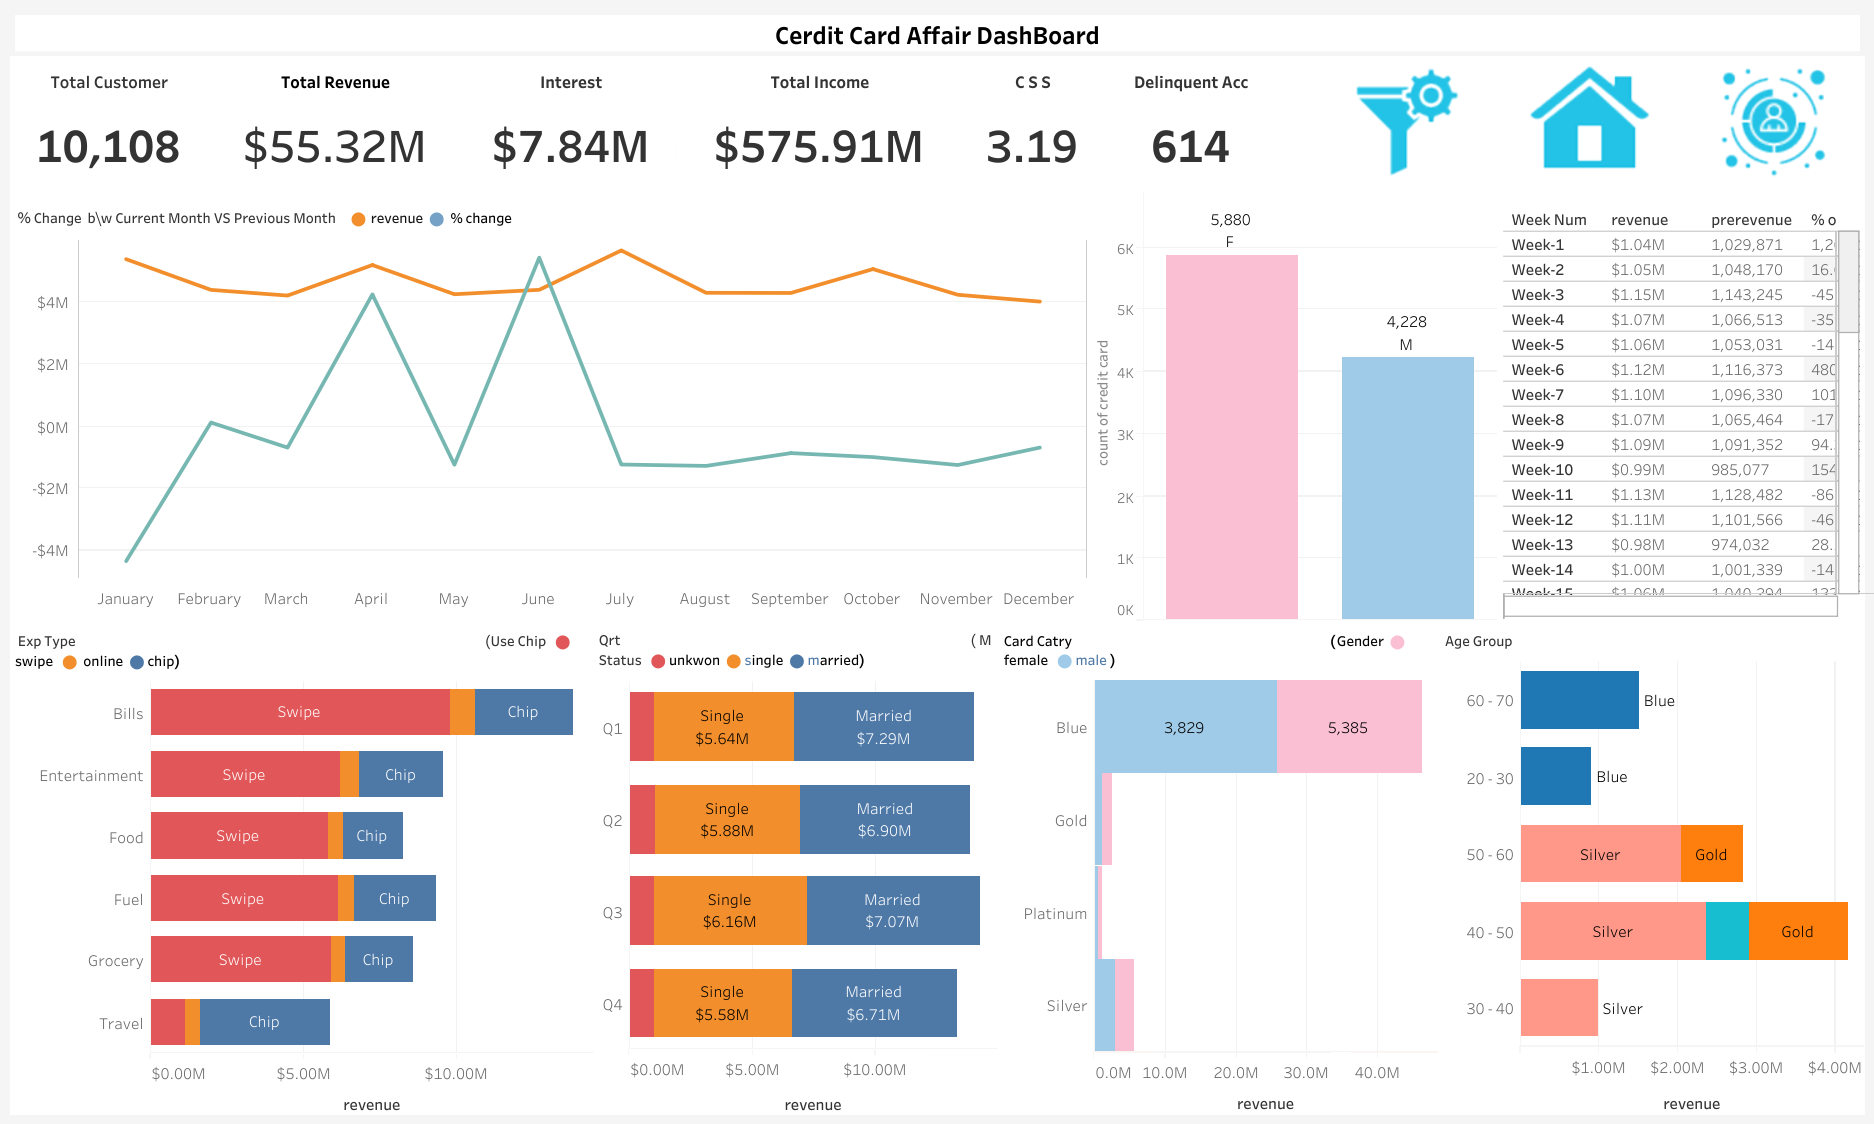 Cerdit Card Affair DashBoard
Total Customer
10,108
Total Revenue
$55.32M
Interest
$7.84M
Total Income
$575.91M
C S S
3.19
Delinquent Acc
614
% Change b\w Current Month VS Previous Month revenue % change
$4M
$2M
$0M
-$2M
-$4M
January February March April May June July August September October November December
count of credit card
6K
5K
4K
3K
2K
1K
0K
5,880
F
4,228
M
Week Num revenue prerevenue % o
Week-1 $1.04M 1,029,871 1,2
Week-2 $1.05M 1,048,170 16.
Week-3 $1.15M 1,143,245 -45
Week-4 $1.07M 1,066,513 -35
Week-5 $1.06M 1,053,031 -14
Week-6 $1.12M 1,116,373 480
Week-7 $1.10M 1,096,330 101
Week-8 $1.07M 1,065,464 -17
Week-9 $1.09M 1,091,352 94.
Week-10 $0.99M 985,077 154
Week-11 $1.13M 1,128,482 -86
Week-12 $1.11M 1,101,566 -46
Week-13 $0.98M 974,032 28.
Week-14 $1.00M 1,001,339 -14
Week-15 $1.06M 1,040,294
Exp Type (Use Chip
swipe online chip)
Bills Swipe Chip
Entertainment Swipe Chip
Food Swipe Chip
Fuel Swipe Chip
Grocery Swipe Chip
Travel Chip
$0.00M $5.00M $10.00M
revenue
Qrt ( M
Status unkwon single married)
Q1
Single Married
$5.64M $7.29M
Q2
Single Married
$5.88M $6.90M
Q3
Single Married
$6.16M $7.07M
Q4
Single Married
$5.58M $6.71M
$0.00M $5.00M $10.00M
revenue
Card Catry (Gender
female male )
Blue 3,829 5,385
Gold
Platinum
Silver
0.0M 10.0M 20.0M 30.0M 40.0M
revenue
Age Group
60 - 70 Blue
20 - 30 Blue
50 - 60 Silver Gold
40 - 50 Silver Gold
30 - 40 Silver
$1.00M $2.00M $3.00M $4.00M
revenue